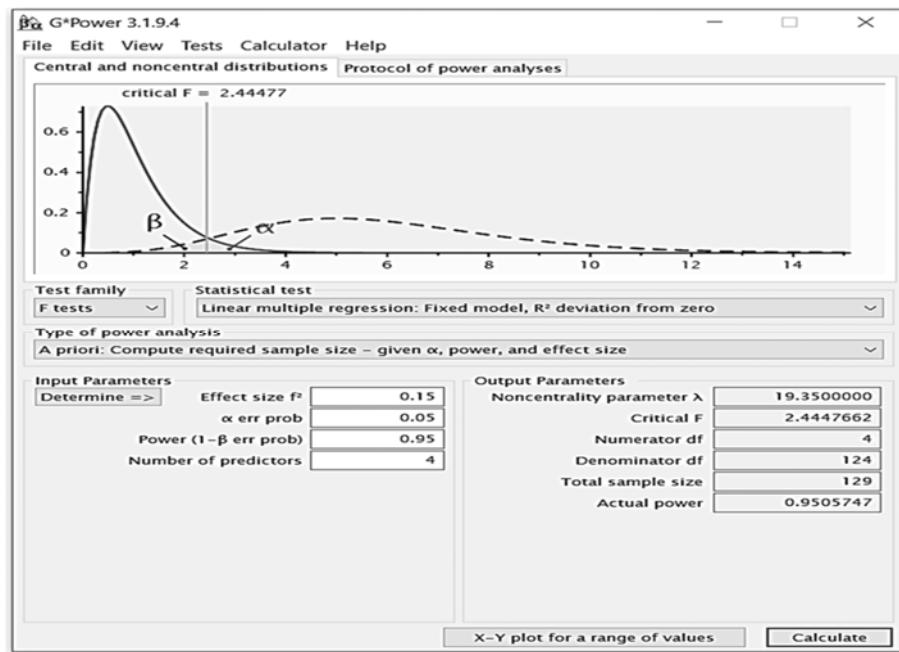 G*Power 3.1.9.4
File Edit View Tests Calculator Help
Central and noncentral distributions Protocol of power analyses
critical F = 2.44477
0.6
0.4
0.2
0
β
α
0 2 4 6 8 10 12 14
Test family
F tests
Statistical test
Linear multiple regression: Fixed model, R² deviation from zero
Type of power analysis
A priori: Compute required sample size – given α, power, and effect size
Input Parameters
Determine =>
Effect size f² 0.15
α err prob 0.05
Power (1-β err prob) 0.95
Number of predictors 4
Output Parameters
Noncentrality parameter λ 19.3500000
Critical F 2.4447662
Numerator df 4
Denominator df 124
Total sample size 129
Actual power 0.9505747
X-Y plot for a range of values
Calculate